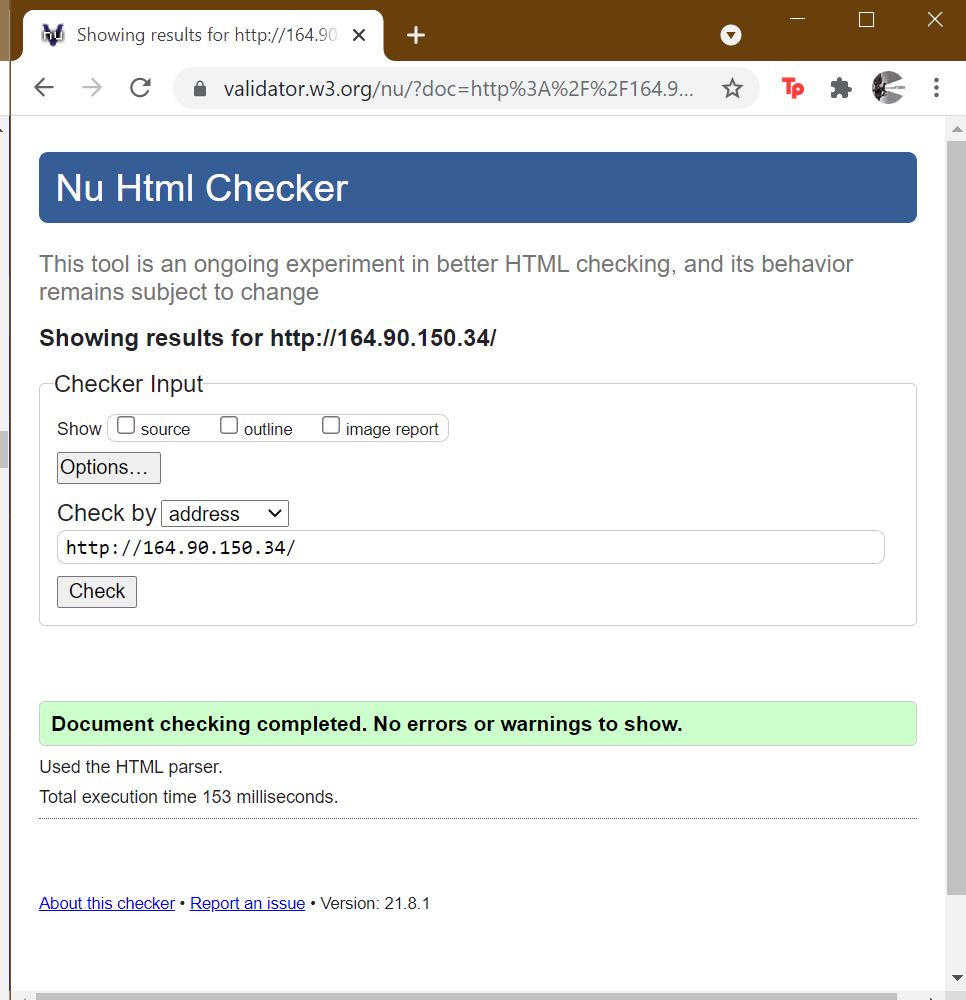 Showing results for http://164.90
validator.w3.org/nu/?doc=http%3A%2F%2F164.9...
Tp
Nu Html Checker
This tool is an ongoing experiment in better HTML checking, and its behavior
remains subject to change
Showing results for http://164.90.150.34/
Checker Input
Show source outline image report
Options...
Check by address
http://164.90.150.34/
Check
Document checking completed. No errors or warnings to show.
Used the HTML parser.
Total execution time 153 milliseconds.
About this checker • Report an issue • Version: 21.8.1